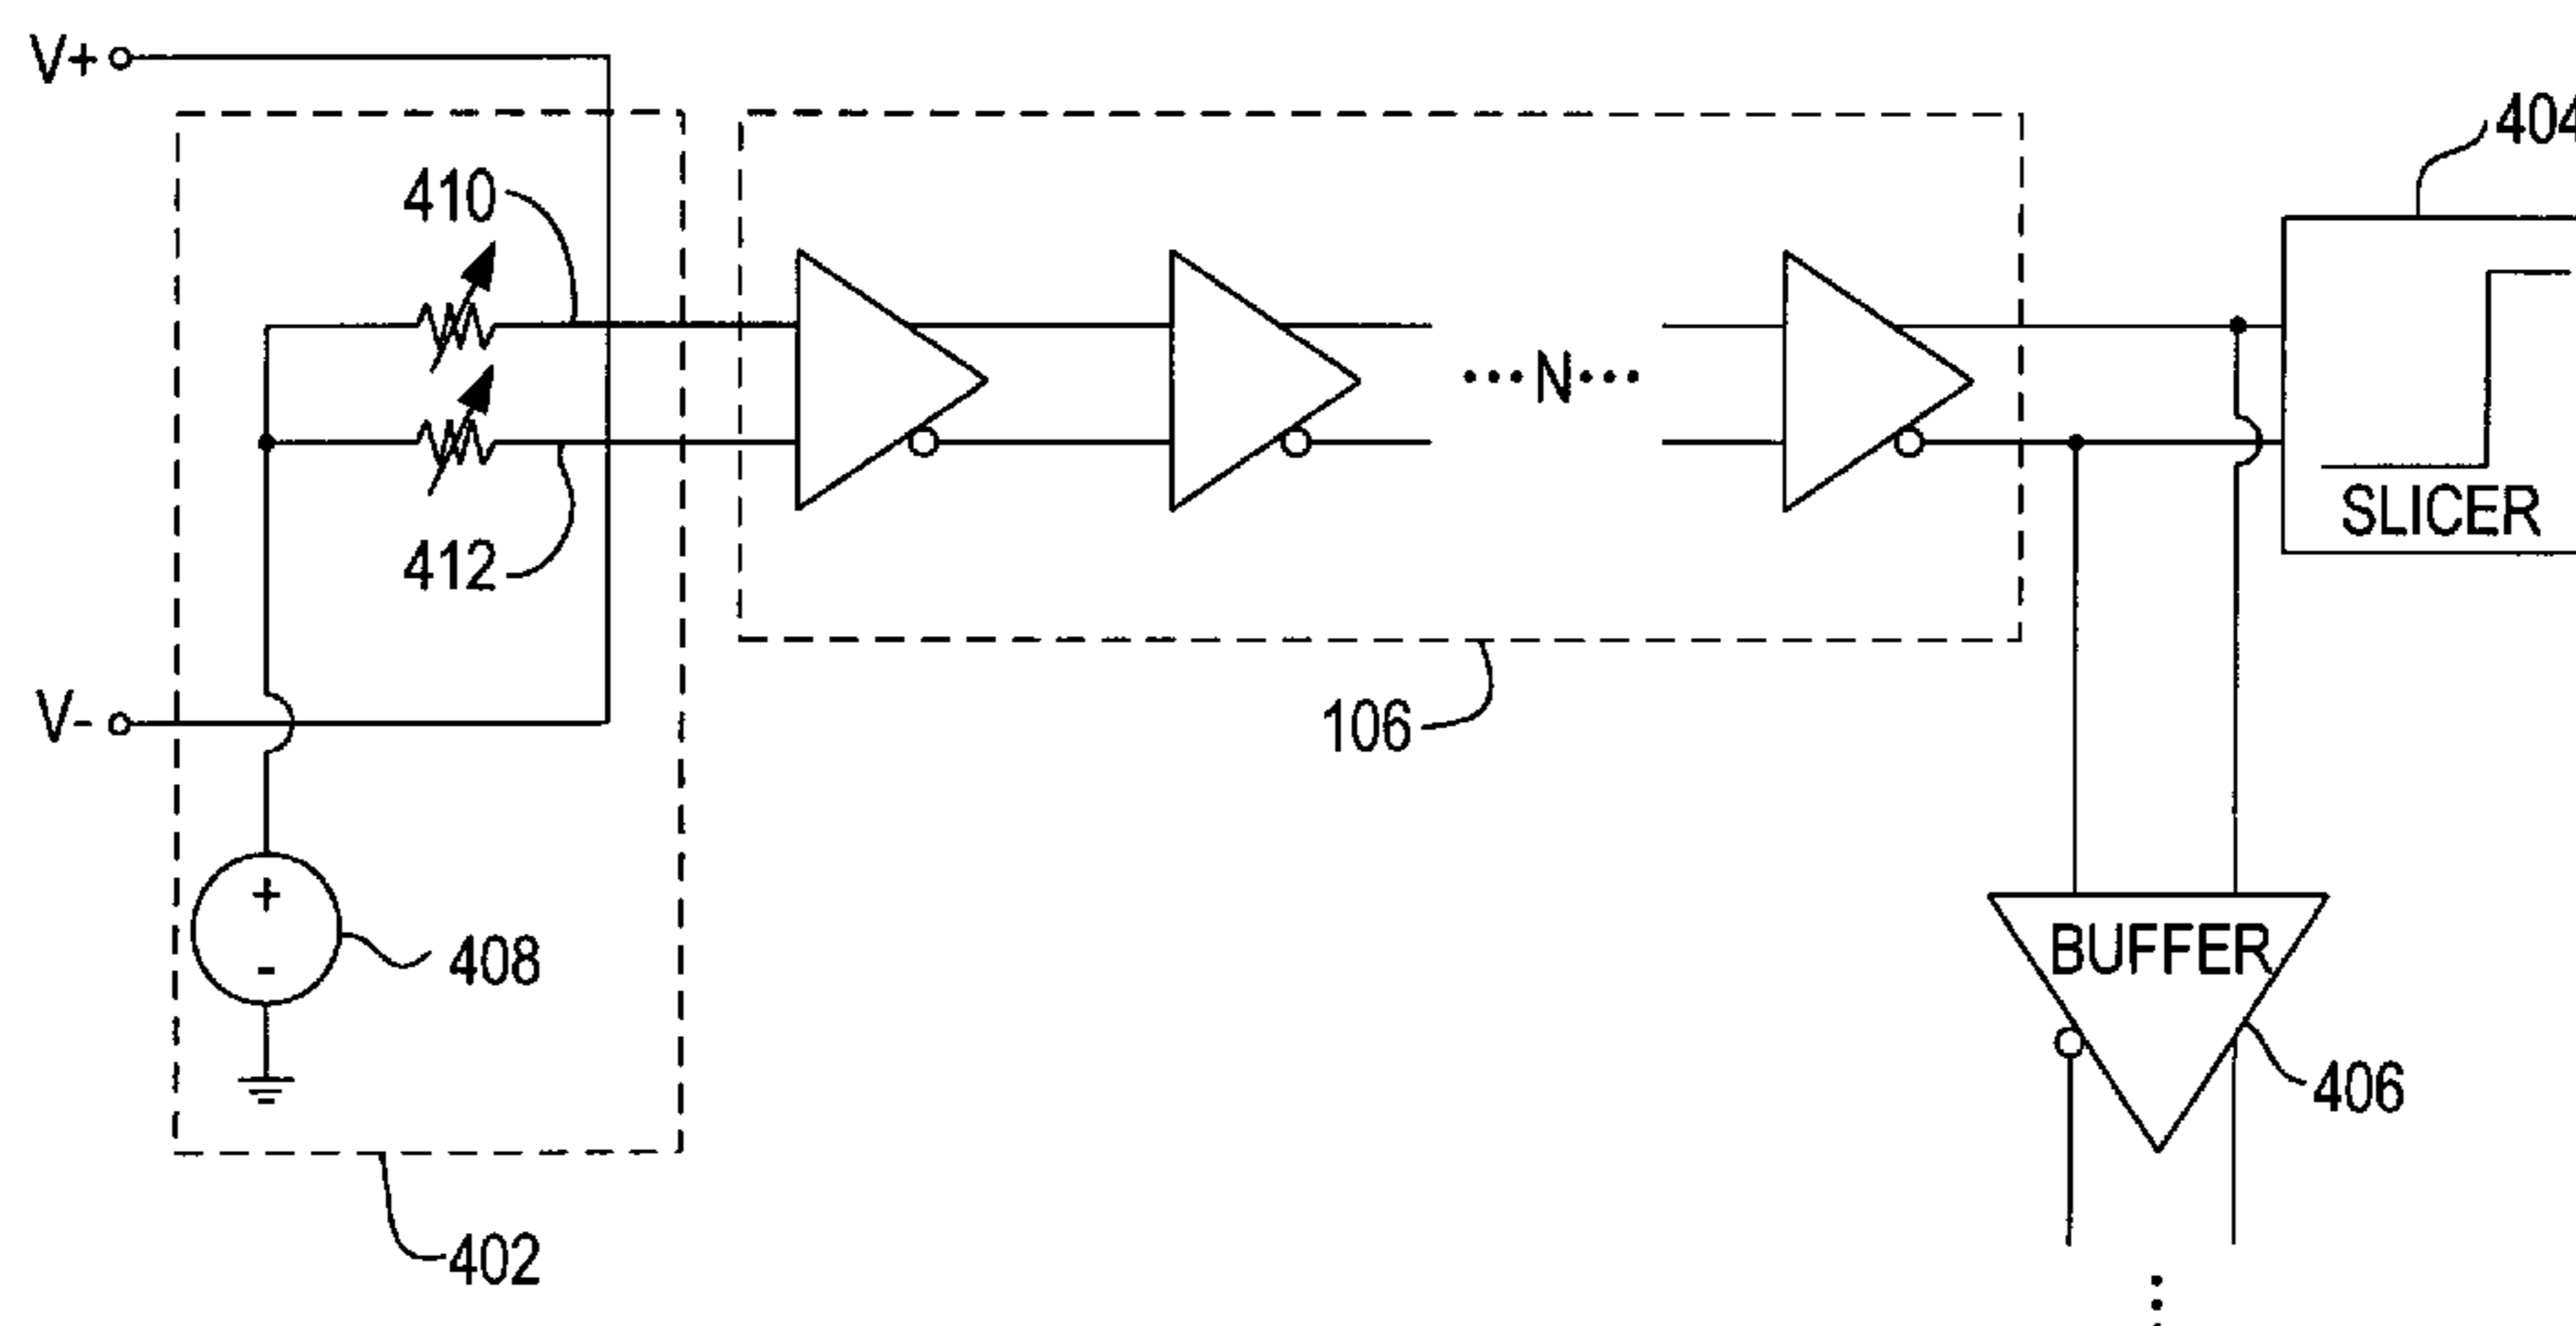 V+
404
410
...N...
SLICER
412
V-
106
+
-
408
BUFFER
406
402